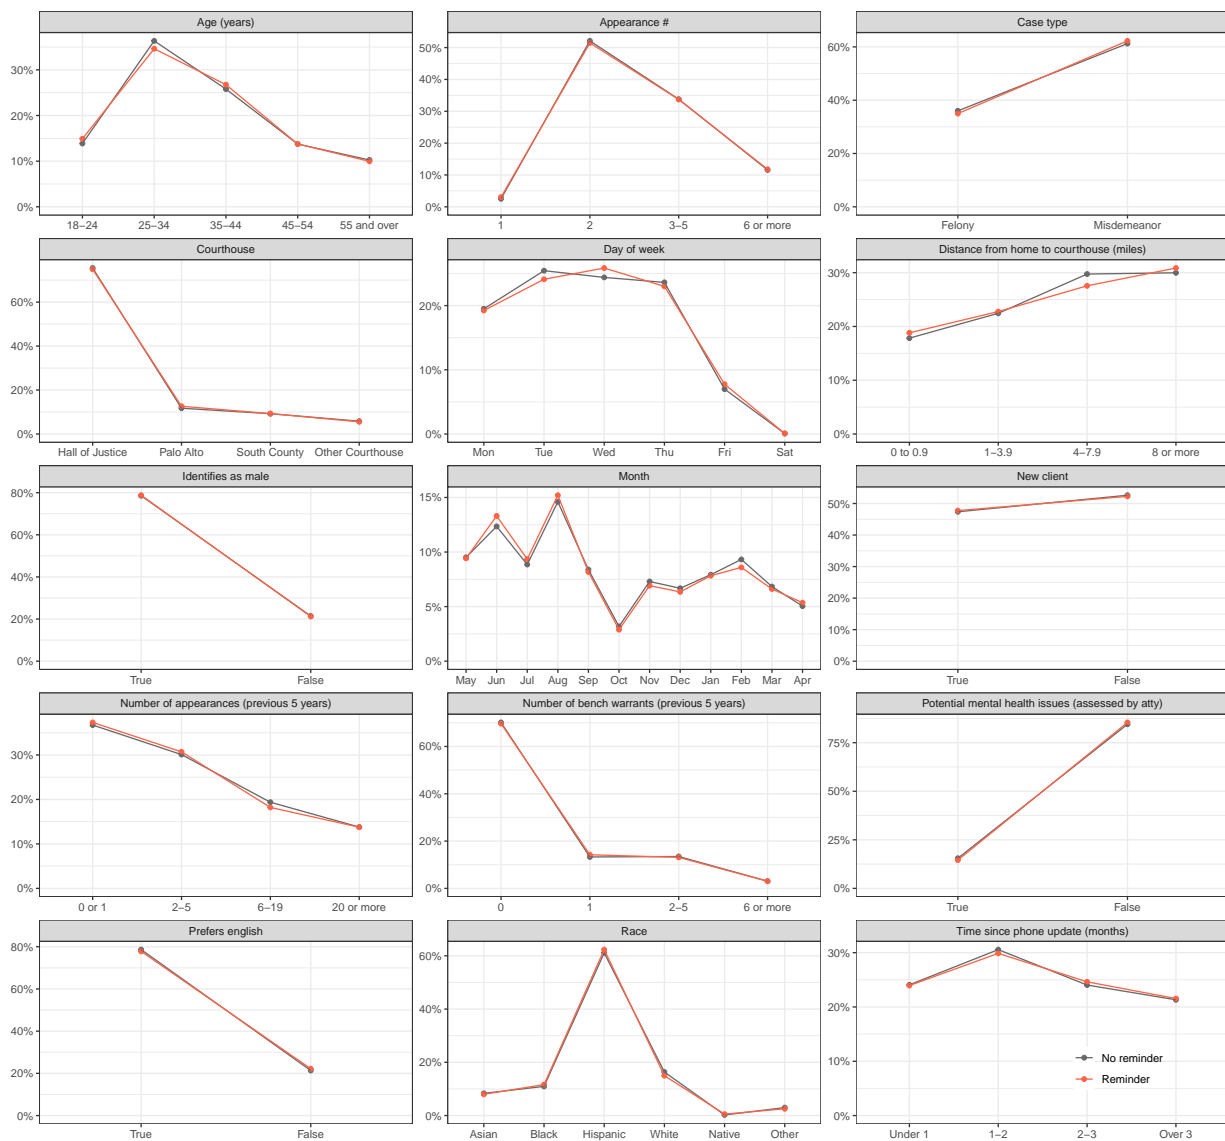 Age (years)
Appearance #
Case type
30%
20%
10%
0%
18–24
25–34
35–44
45–54
55 and over
50%
40%
30%
20%
10%
0%
1
2
3–5
6 or more
60%
40%
20%
0%
Felony
Misdemeanor
Courthouse
Day of week
Distance from home to courthouse (miles)
60%
40%
20%
0%
Hall of Justice
Palo Alto
South County
Other Courthouse
20%
10%
0%
Mon
Tue
Wed
Thu
Fri
Sat
30%
20%
10%
0%
0 to 0.9
1–3.9
4–7.9
8 or more
Identifies as male
Month
New client
80%
60%
40%
20%
0%
True
False
15%
10%
5%
0%
May
Jun
Jul
Aug
Sep
Oct
Nov
Dec
Jan
Feb
Mar
Apr
50%
40%
30%
20%
10%
0%
True
False
Number of appearances (previous 5 years)
Number of bench warrants (previous 5 years)
Potential mental health issues (assessed by atty)
30%
20%
10%
0%
0 or 1
2–5
6–19
20 or more
60%
40%
20%
0%
0
1
2–5
6 or more
75%
50%
25%
0%
True
False
Prefers english
Race
Time since phone update (months)
80%
60%
40%
20%
0%
True
False
60%
40%
20%
0%
Asian
Black
Hispanic
White
Native
Other
30%
20%
10%
0%
No reminder
Reminder
Under 1
1–2
2–3
Over 3